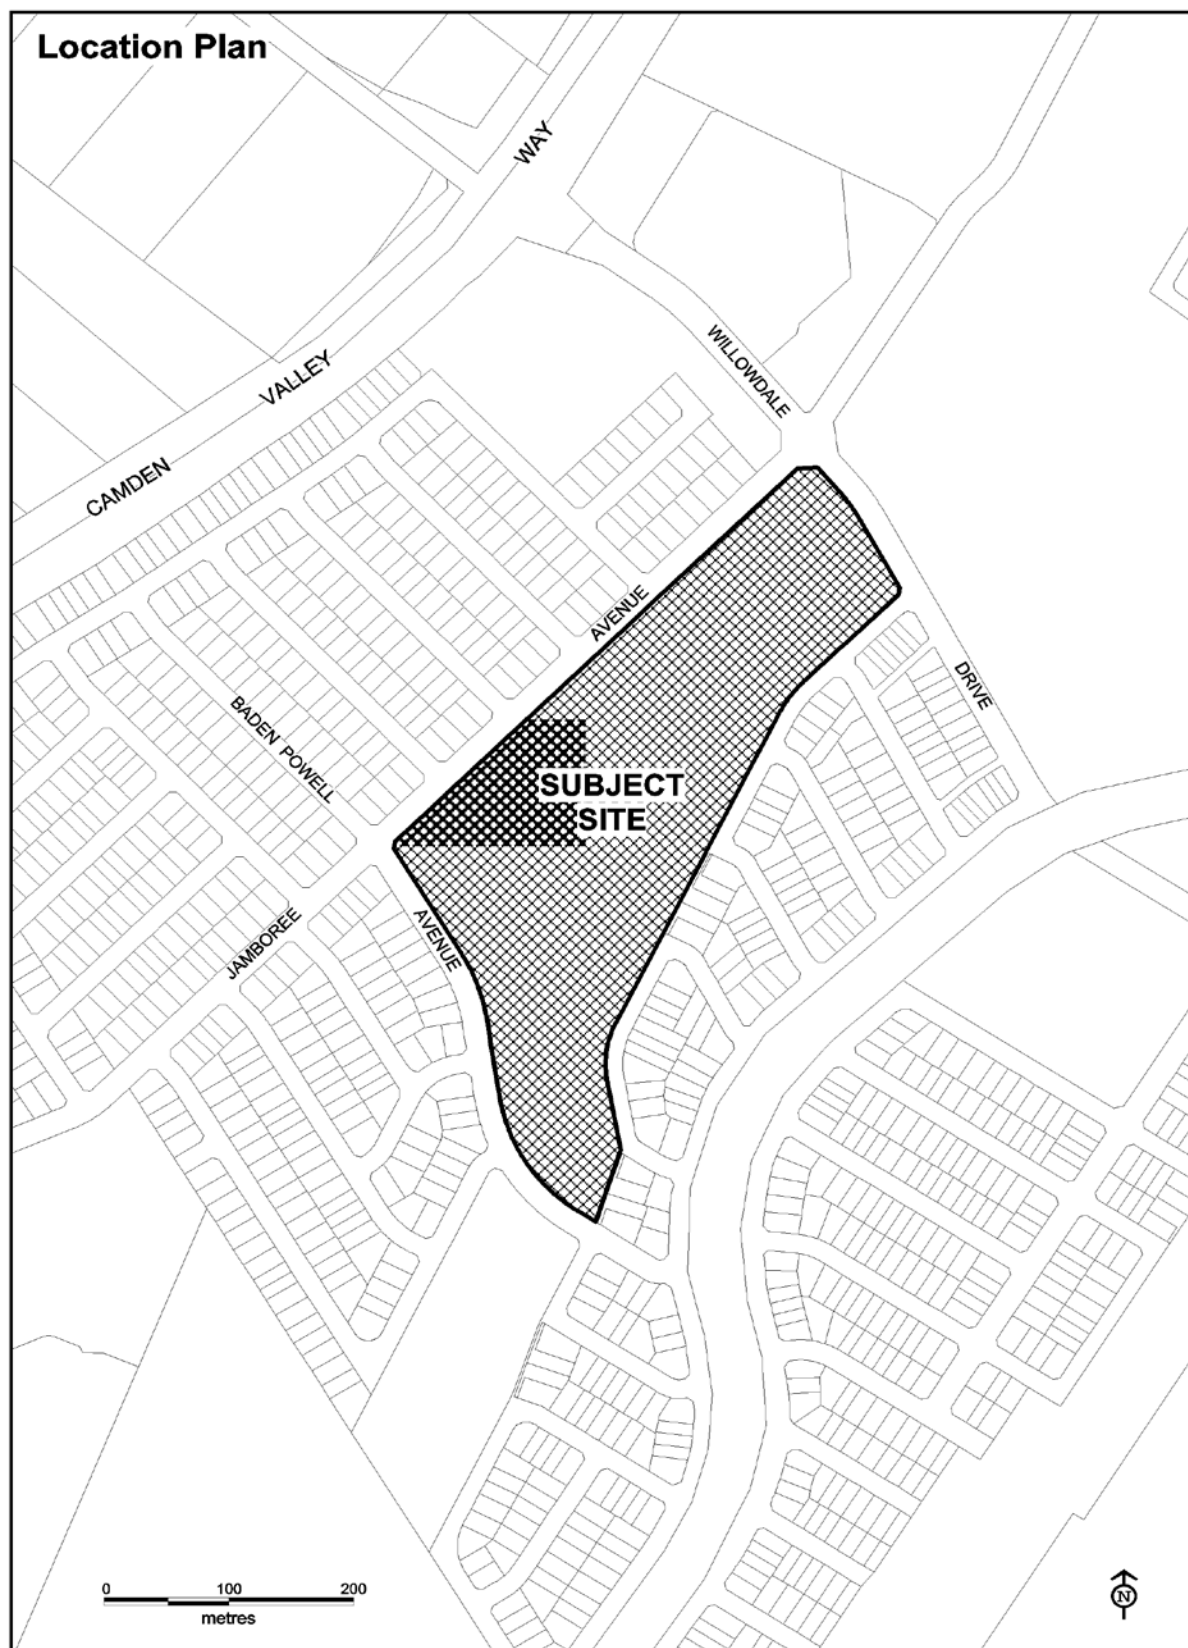 Location Plan
WAY
VALLEY
CAMDEN
WILLOWDALE
AVENUE
DRIVE
BADEN POWELL
SUBJECT
SITE
JAMBOREE
AVENUE
0 100 200
metres
N